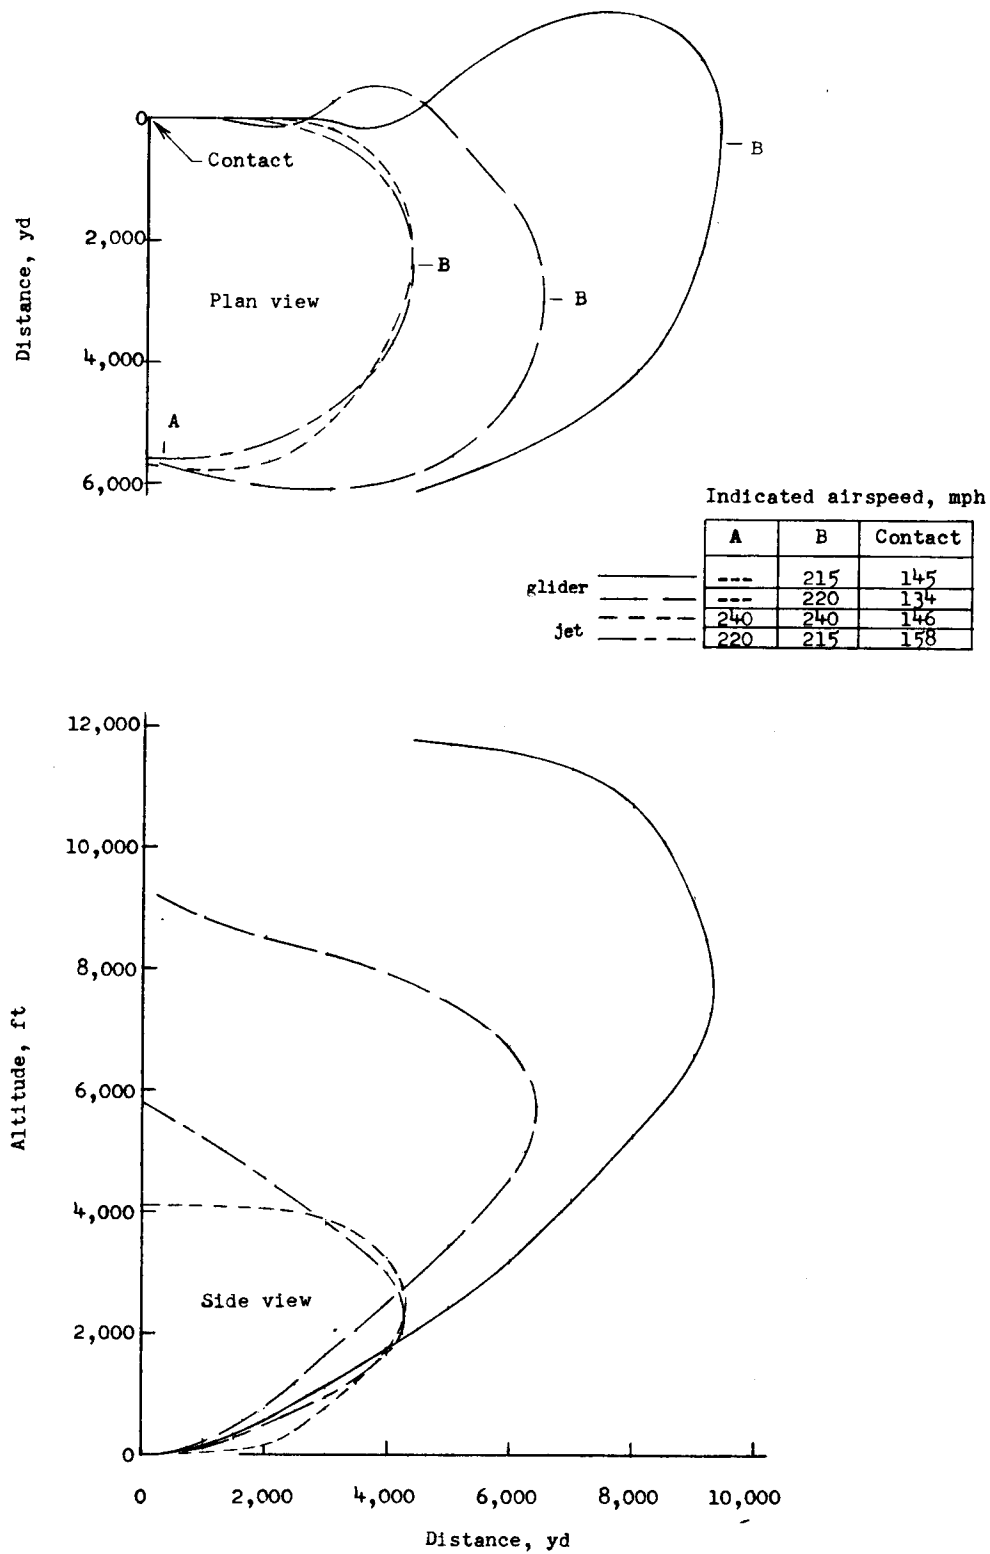 0
Contact
B
2,000
B
Distance, yd
Plan view
B
4,000
A
6,000
Indicated airspeed, mph
A B Contact
glider
--- 215 145
--- 220 134
jet
240 240 146
220 215 158
12,000
10,000
8,000
Altitude, ft
6,000
4,000
Side view
2,000
0
0 2,000 4,000 6,000 8,000 10,000
Distance, yd